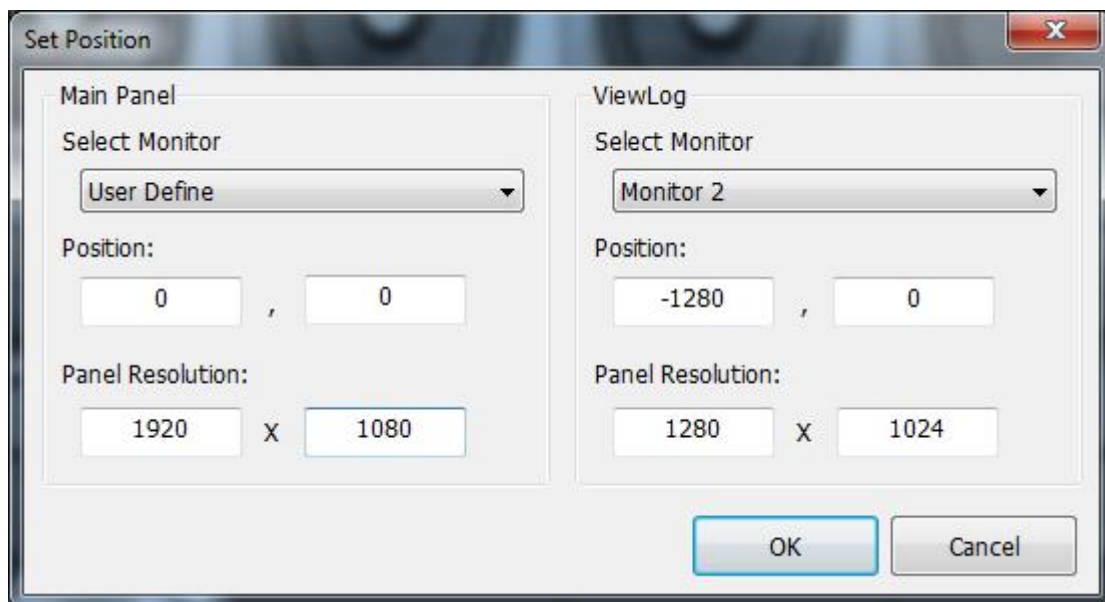 Set Position
Main Panel
Select Monitor
User Define
Position:
0 , 0
Panel Resolution:
1920 X 1080
ViewLog
Select Monitor
Monitor 2
Position:
-1280 , 0
Panel Resolution:
1280 X 1024
OK Cancel